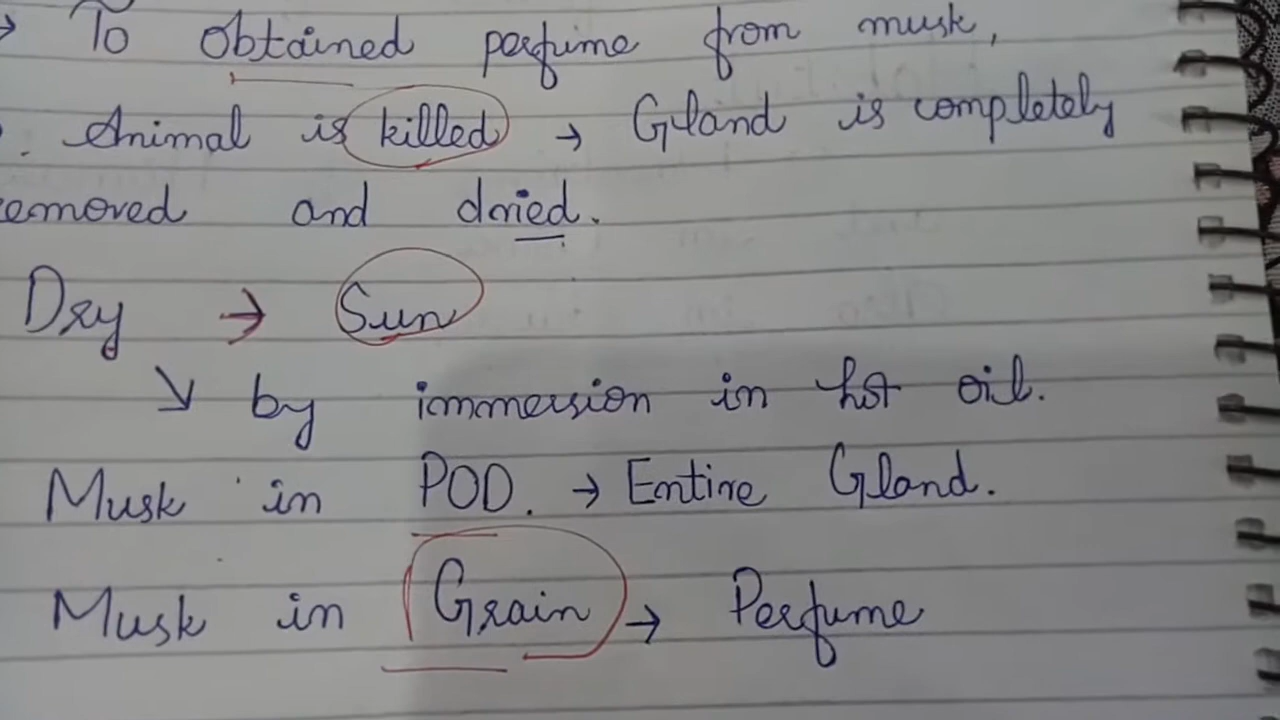 → To obtained perfume from musk,
Animal is killed → Gland is completely
removed and dried.
Dry → Sun
↘ by immersion in hot oil.
Musk in POD. → Entire Gland.
Musk in Grain → Perfume